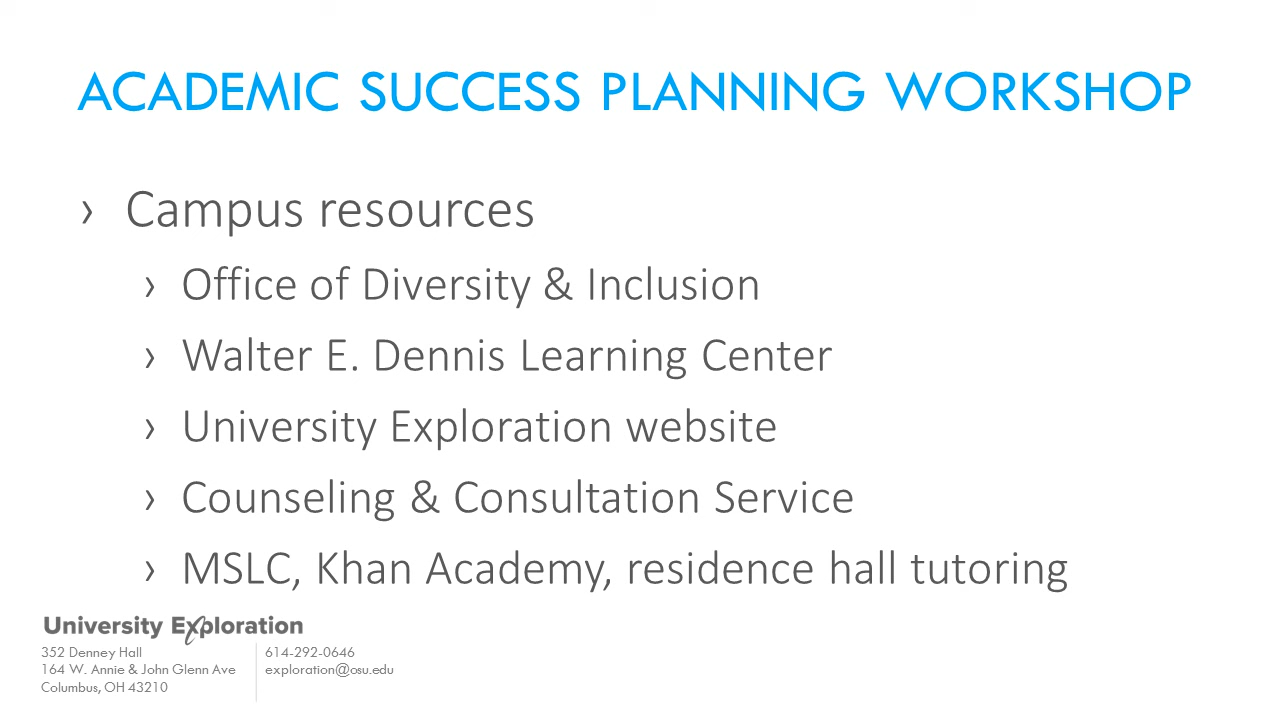 ACADEMIC SUCCESS PLANNING WORKSHOP
› Campus resources
› Office of Diversity & Inclusion
› Walter E. Dennis Learning Center
› University Exploration website
› Counseling & Consultation Service
› MSLC, Khan Academy, residence hall tutoring
University Exploration
352 Denney Hall
164 W. Annie & John Glenn Ave
Columbus, OH 43210
614-292-0646
exploration@osu.edu